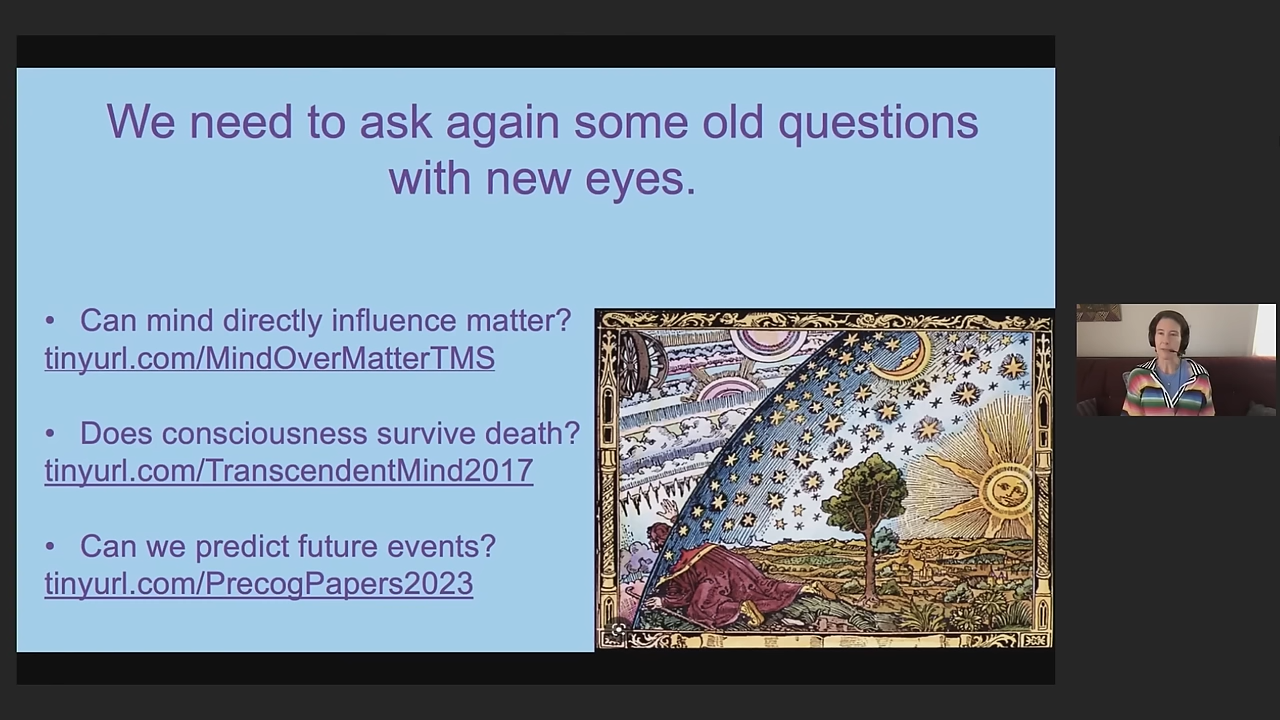 We need to ask again some old questions
with new eyes.
• Can mind directly influence matter?
tinyurl.com/MindOverMatterTMS
• Does consciousness survive death?
tinyurl.com/TranscendentMind2017
• Can we predict future events?
tinyurl.com/PrecogPapers2023